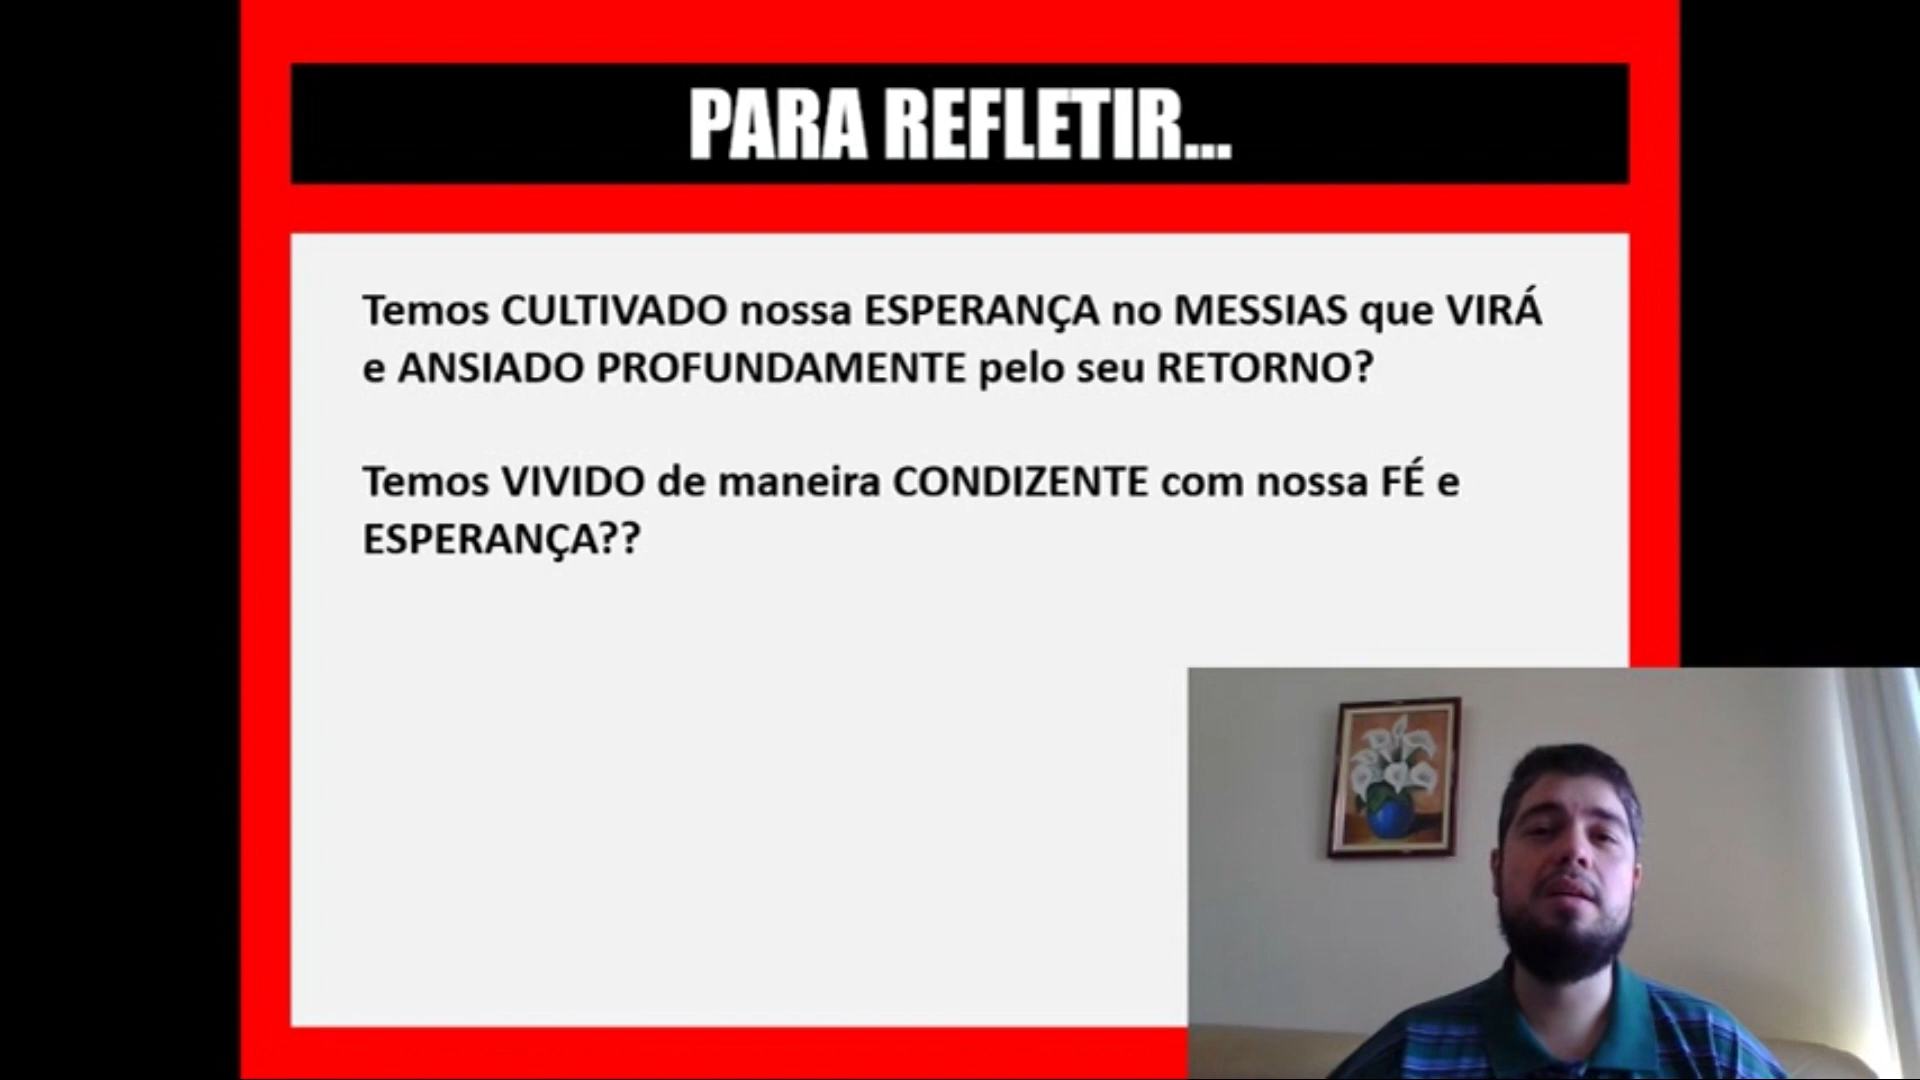 PARA REFLETIR...
Temos CULTIVADO nossa ESPERANÇA no MESSIAS que VIRÁ
e ANSIADO PROFUNDAMENTE pelo seu RETORNO?
Temos VIVIDO de maneira CONDIZENTE com nossa FÉ e
ESPERANÇA??